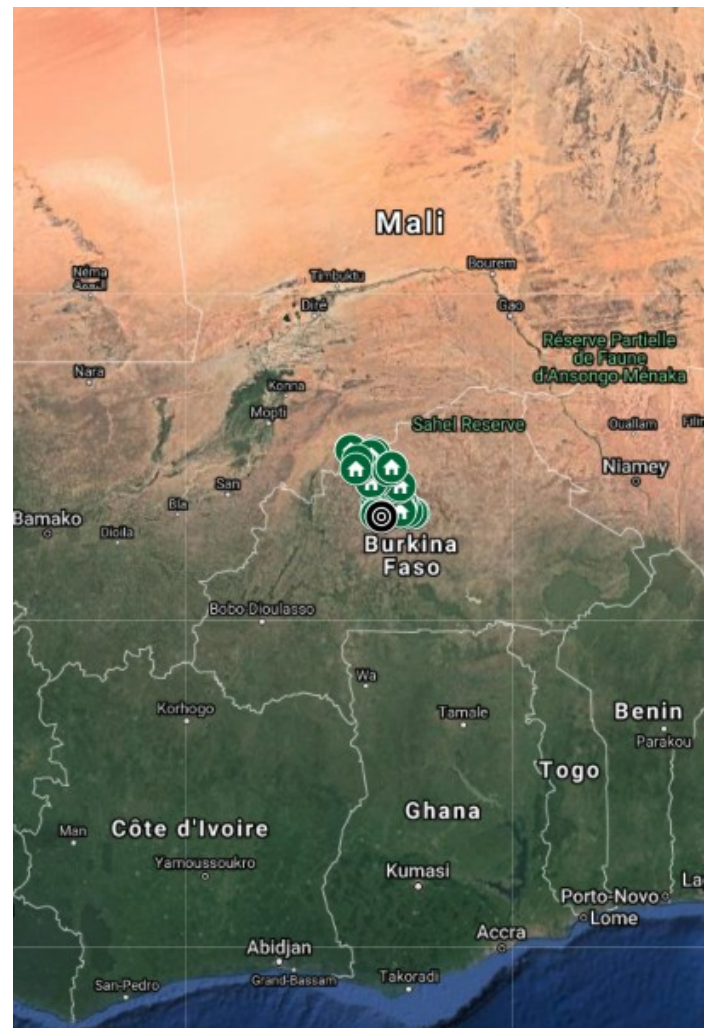 Mali
Néma
Timbuktu
Bourem
Diré
Gao
Réserve Partielle
de Faune
d'Ansongo Ménaka
Nara
Konna
Mopti
Sahel Reserve
Ouallam
San
Niamey
Bla
Bamako
Dioila
Burkina
Faso
Bobo-Dioulasso
Wa
Korhogo
Tamale
Benin
Parakou
Togo
Côte d'Ivoire
Ghana
Man
Yamoussoukro
Kumasi
Porto-Novo
Lome
Accra
Abidjan
Grand-Bassam
Takoradi
San-Pedro